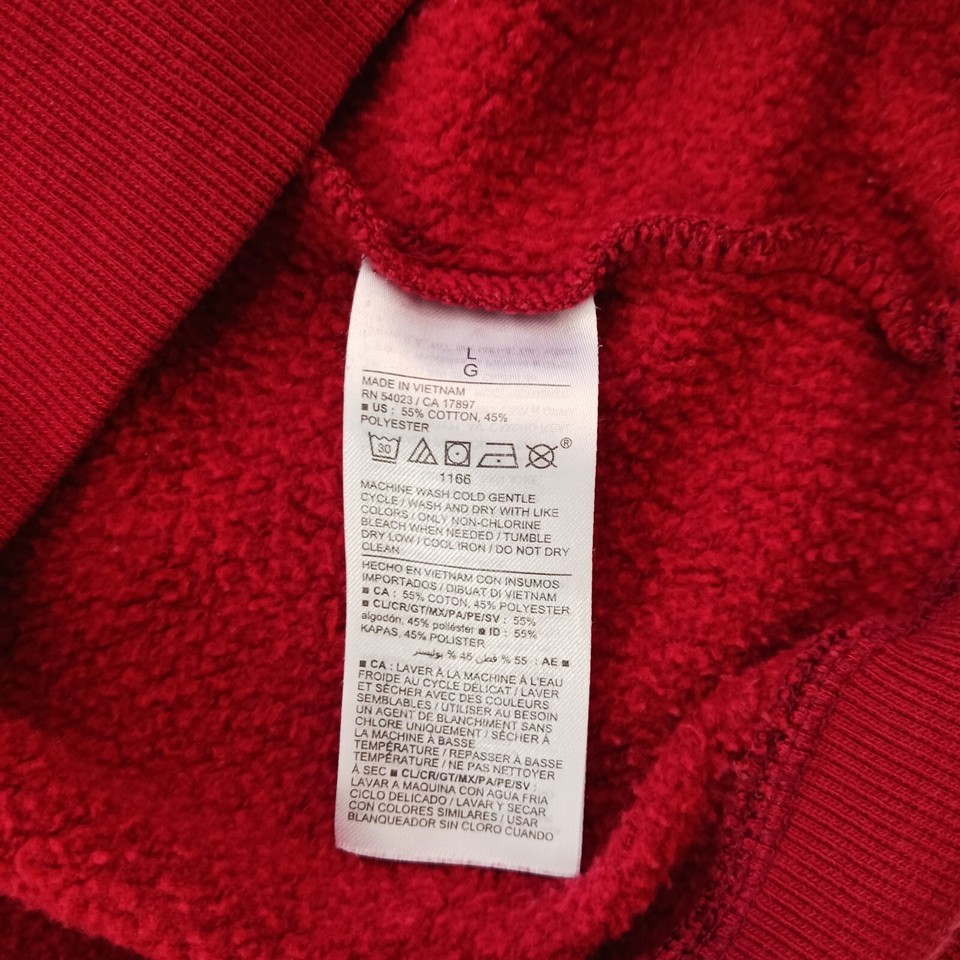 L
G
MADE IN VIETNAM
RN 54023 / CA 17897
■ US : 55% COTTON, 45%
POLYESTER
30 ®
1166
MACHINE WASH COLD GENTLE
CYCLE / WASH AND DRY WITH LIKE
COLORS / ONLY NON-CHLORINE
BLEACH WHEN NEEDED / TUMBLE
DRY LOW / COOL IRON / DO NOT DRY
CLEAN
HECHO EN VIETNAM CON INSUMOS
IMPORTADOS / DIBUAT DI VIETNAM
■ CA : 55% COTON, 45% POLYESTER
■ CL/CR/GT/MX/PA/PE/SV : 55%
algodón, 45% poliéster ■ ID : 55%
KAPAS, 45% POLISTER
■ AE : 55 % قطن 45 % بوليستر
■ CA : LAVER À LA MACHINE À L'EAU
FROIDE AU CYCLE DÉLICAT / LAVER
ET SÉCHER AVEC DES COULEURS
SEMBLABLES / UTILISER AU BESOIN
UN AGENT DE BLANCHIMENT SANS
CHLORE UNIQUEMENT / SÉCHER À
LA MACHINE À BASSE
TEMPÉRATURE / REPASSER À BASSE
TEMPÉRATURE / NE PAS NETTOYER
À SEC ■ CL/CR/GT/MX/PA/PE/SV :
LAVAR A MAQUINA CON AGUA FRIA
CICLO DELICADO / LAVAR Y SECAR
CON COLORES SIMILARES / USAR
BLANQUEADOR SIN CLORO CUANDO